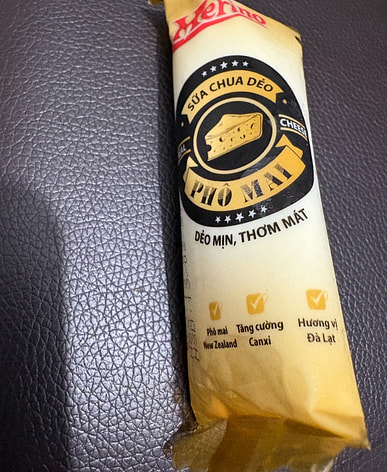 Merino
SỮA CHUA DẺO
CHEESE
PHÔ MAI
DẺO MỊN, THƠM MÁT
Phô mai
New Zealand
Tăng cường
Canxi
Hương vị
Đà Lạt